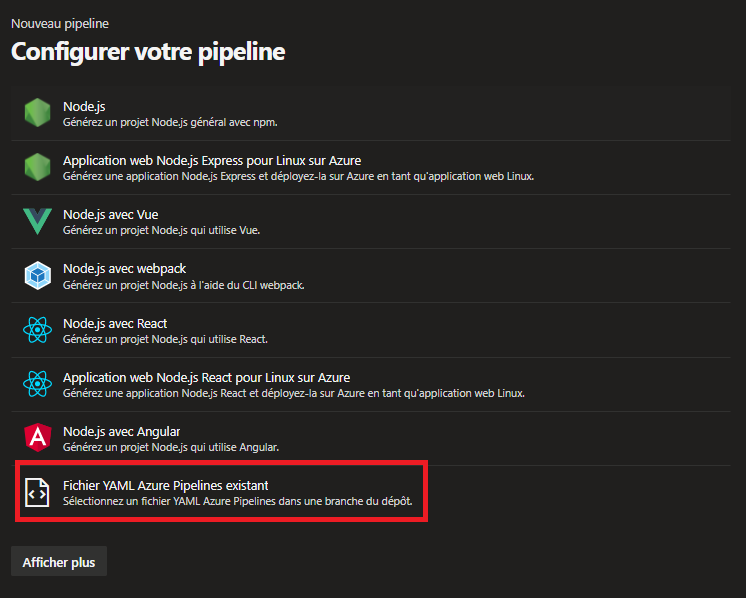 Nouveau pipeline
Configurer votre pipeline
Node.js
Générez un projet Node.js général avec npm.
Application web Node.js Express pour Linux sur Azure
Générez une application Node.js Express et déployez-la sur Azure en tant qu'application web Linux.
Node.js avec Vue
Générez un projet Node.js qui utilise Vue.
Node.js avec webpack
Générez un projet Node.js à l'aide du CLI webpack.
Node.js avec React
Générez un projet Node.js qui utilise React.
Application web Node.js React pour Linux sur Azure
Générez une application Node.js React et déployez-la sur Azure en tant qu'application web Linux.
Node.js avec Angular
Générez un projet Node.js qui utilise Angular.
Fichier YAML Azure Pipelines existant
Sélectionnez un fichier YAML Azure Pipelines dans une branche du dépôt.
Afficher plus